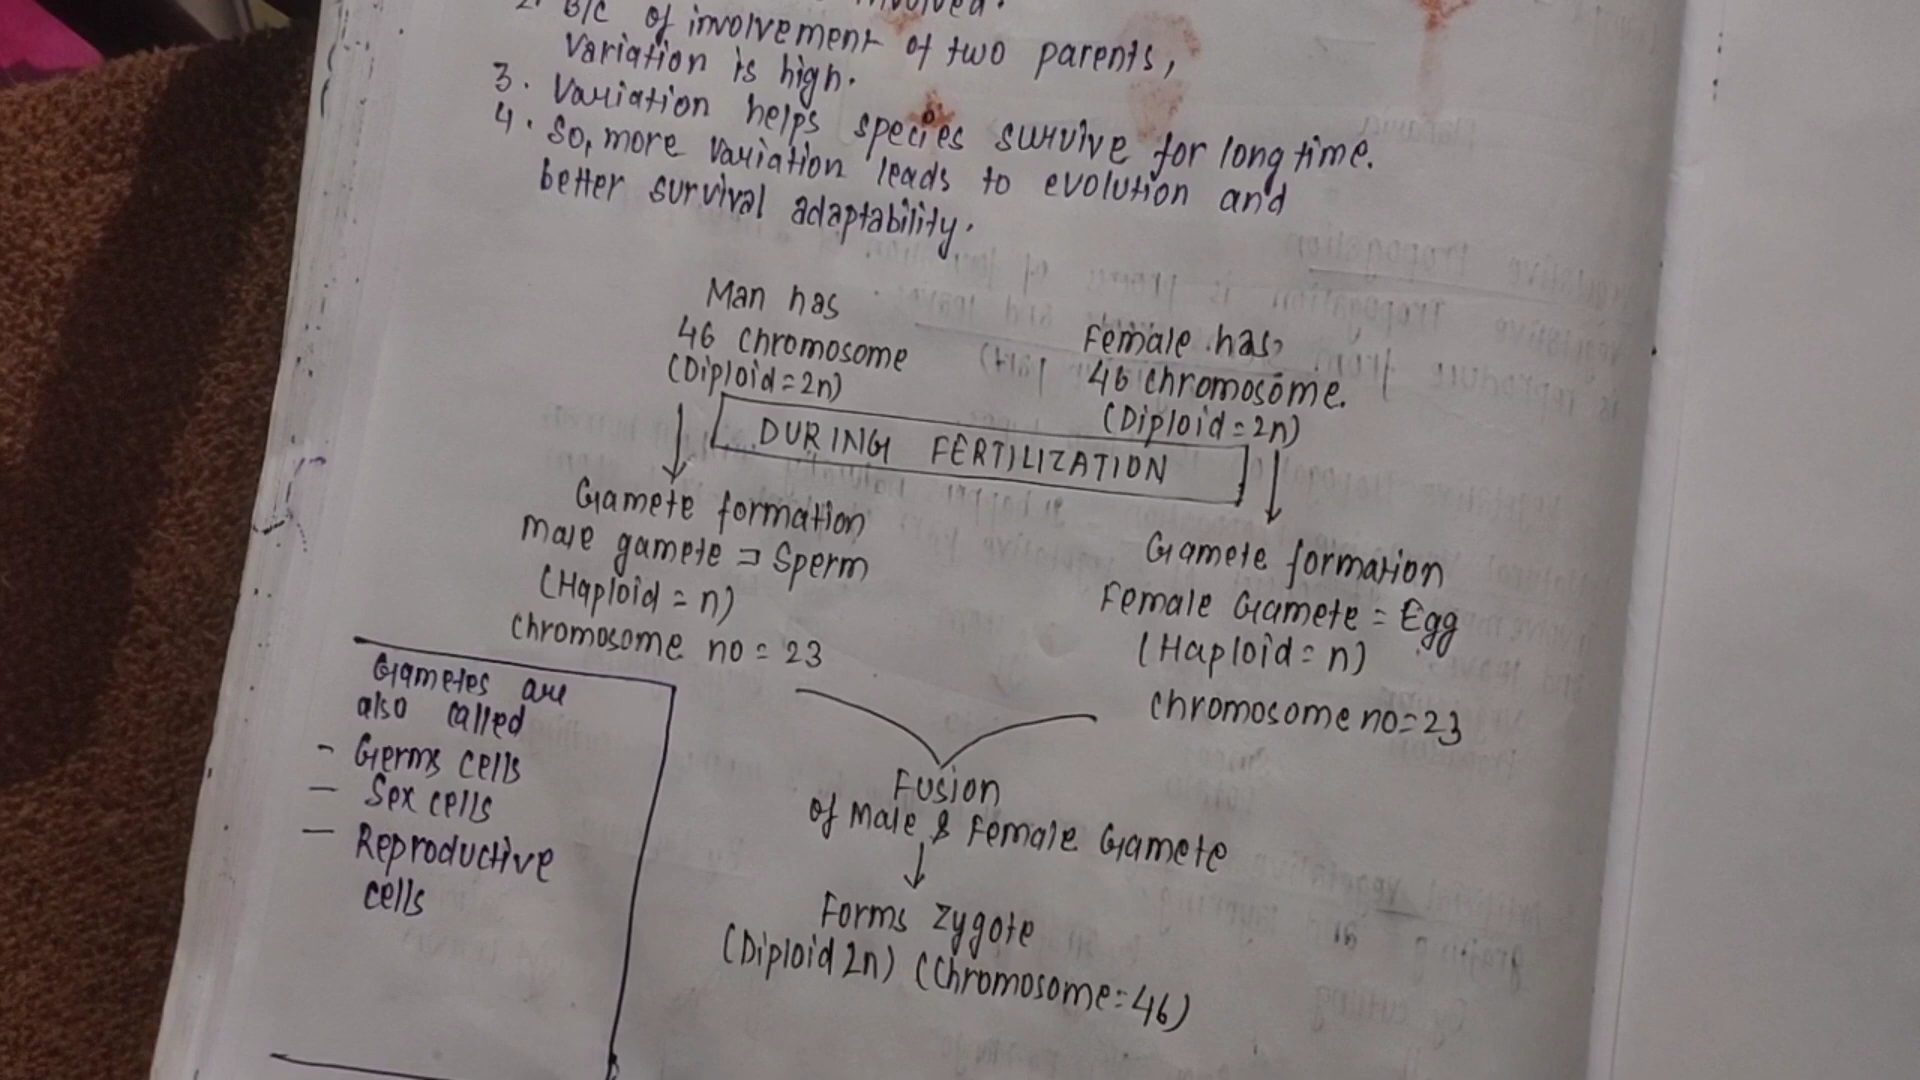 2. B/c of involvement of two parents,
Variation is high.
3. Variation helps species survive for long time.
4. So, more variation leads to evolution and
better survival adaptability.
Man has
46 chromosome
(Diploid = 2n)
Female has
46 chromosome.
(Diploid = 2n)
DURING FERTILIZATION
Gamete formation
male gamete = Sperm
(Haploid = n)
chromosome no = 23
Gamete formation
Female Gamete = Egg
(Haploid = n)
chromosome no = 23
Gametes are
also called
- Germs cells
- Sex cells
- Reproductive
cells
Fusion
of Male & Female Gamete
↓
Forms Zygote
(Diploid 2n) (Chromosome = 46)